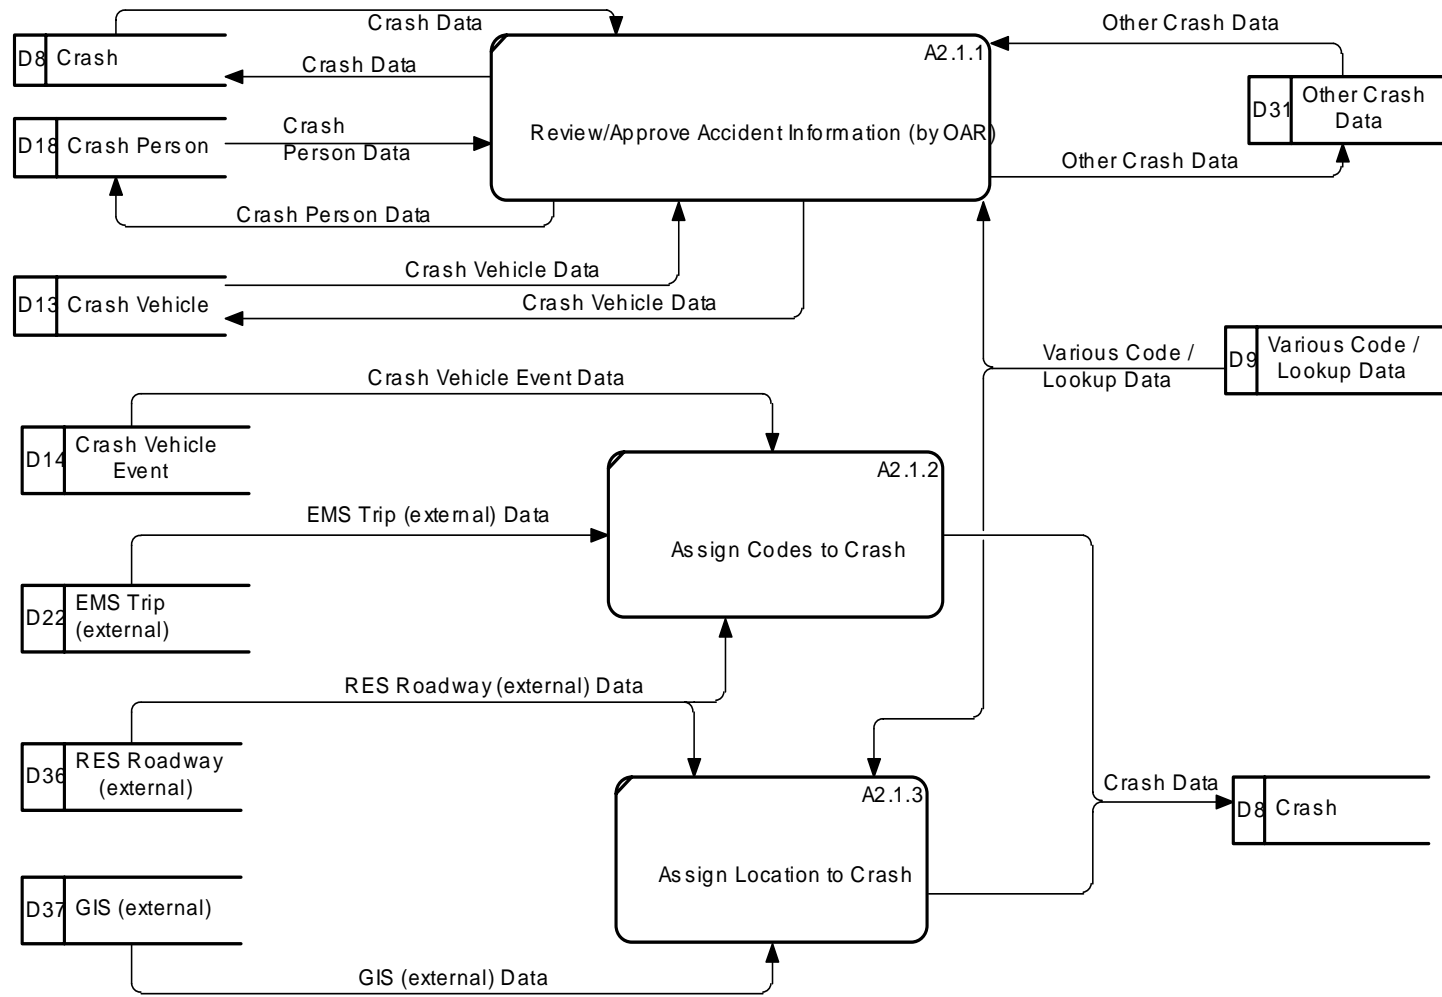 Crash Data
Other Crash Data
D8
Crash
A2.1.1
Crash Data
Other Crash
Data
D31
Crash
Person Data
Review/Approve Accident Information (by OAR)
D18
Crash Person
Other Crash Data
Crash Person Data
Crash Vehicle Data
D13
Crash Vehicle
Crash Vehicle Data
Various Code /
Lookup Data
D9
Various Code /
Lookup Data
Crash Vehicle Event Data
D14
Crash Vehicle
Event
A2.1.2
EMS Trip (external) Data
Assign Codes to Crash
D22
EMS Trip
(external)
RES Roadway (external) Data
D36
RES Roadway
(external)
A2.1.3
Crash Data
D8
Crash
Assign Location to Crash
D37
GIS (external)
GIS (external) Data